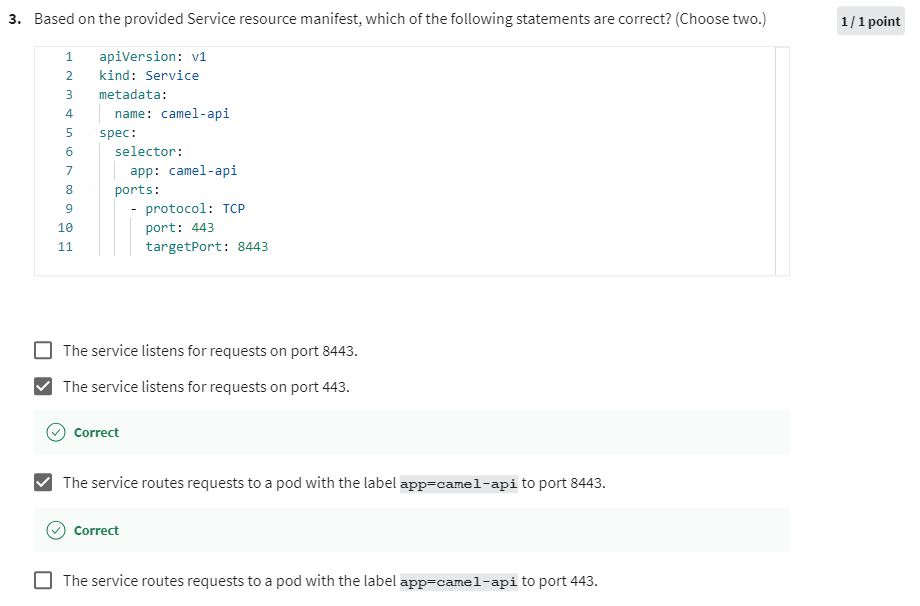 3. Based on the provided Service resource manifest, which of the following statements are correct? (Choose two.)
1 / 1 point
1 apiVersion: v1
2 kind: Service
3 metadata:
4 name: camel-api
5 spec:
6 selector:
7 app: camel-api
8 ports:
9 - protocol: TCP
10 port: 443
11 targetPort: 8443
The service listens for requests on port 8443.
The service listens for requests on port 443.
Correct
The service routes requests to a pod with the label app=camel-api to port 8443.
Correct
The service routes requests to a pod with the label app=camel-api to port 443.